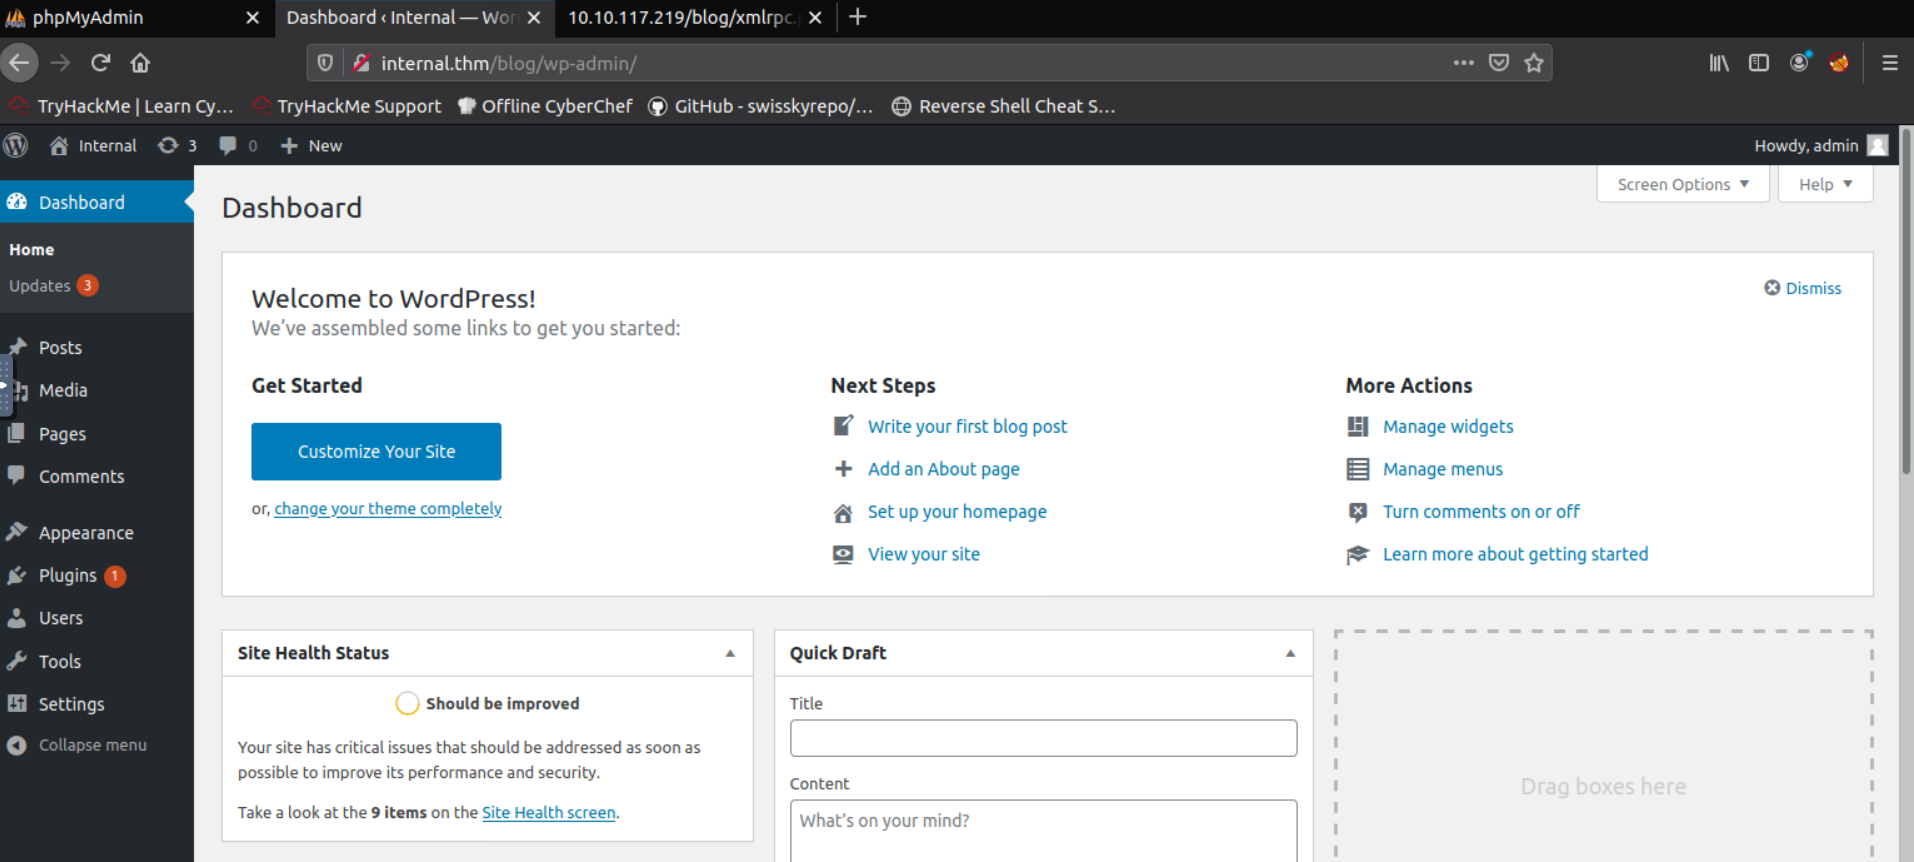 phpMyAdmin
Dashboard ‹ Internal — Wor
10.10.117.219/blog/xmlrpc.
internal.thm/blog/wp-admin/
TryHackMe | Learn Cy...
TryHackMe Support
Offline CyberChef
GitHub - swisskyrepo/...
Reverse Shell Cheat S...
Internal
3
0
New
Howdy, admin
Dashboard
Home
Updates 3
Posts
Media
Pages
Comments
Appearance
Plugins 1
Users
Tools
Settings
Collapse menu
Screen Options
Help
Dashboard
Welcome to WordPress!
We've assembled some links to get you started:
Dismiss
Get Started
Customize Your Site
or, change your theme completely
Next Steps
Write your first blog post
Add an About page
Set up your homepage
View your site
More Actions
Manage widgets
Manage menus
Turn comments on or off
Learn more about getting started
Site Health Status
Should be improved
Your site has critical issues that should be addressed as soon as
possible to improve its performance and security.
Take a look at the 9 items on the Site Health screen.
Quick Draft
Title
Content
What's on your mind?
Drag boxes here